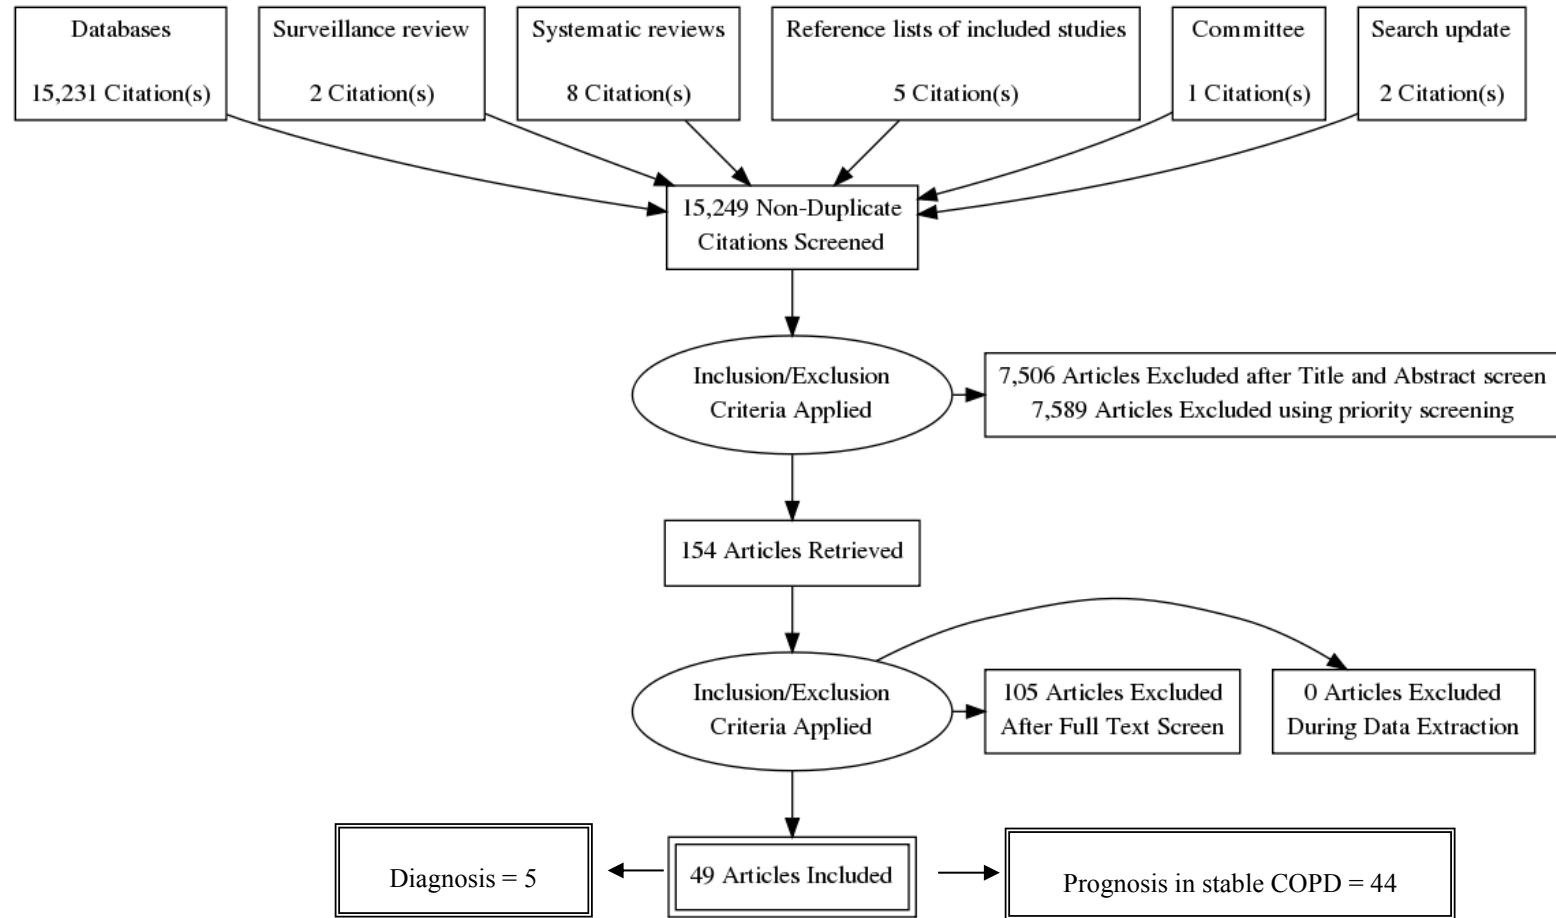 Databases
15,231 Citation(s)
Surveillance review
2 Citation(s)
Systematic reviews
8 Citation(s)
Reference lists of included studies
5 Citation(s)
Committee
1 Citation(s)
Search update
2 Citation(s)
15,249 Non-Duplicate
Citations Screened
Inclusion/Exclusion
Criteria Applied
7,506 Articles Excluded after Title and Abstract screen
7,589 Articles Excluded using priority screening
154 Articles Retrieved
Inclusion/Exclusion
Criteria Applied
105 Articles Excluded
After Full Text Screen
0 Articles Excluded
During Data Extraction
Diagnosis = 5
49 Articles Included
Prognosis in stable COPD = 44